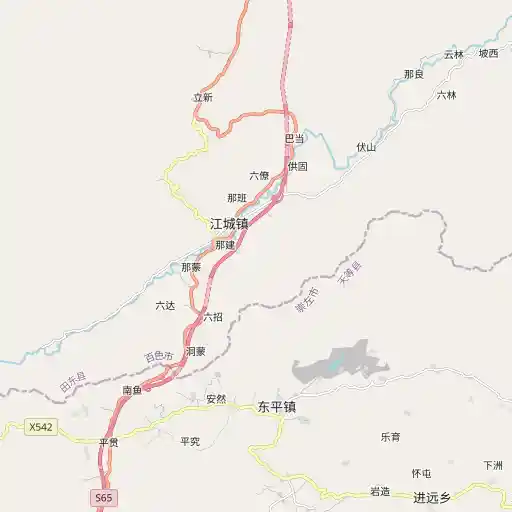 云林
坡西
那良
立新
六林
巴当
伏山
供固
六僚
那班
江城镇
那建
那蒙
天等县
崇左市
六达
六招
洞蒙
百色市
田东县
南鱼
安然
东平镇
X542
平贯
平究
乐育
怀屯
下洲
岩造
进远乡
S65